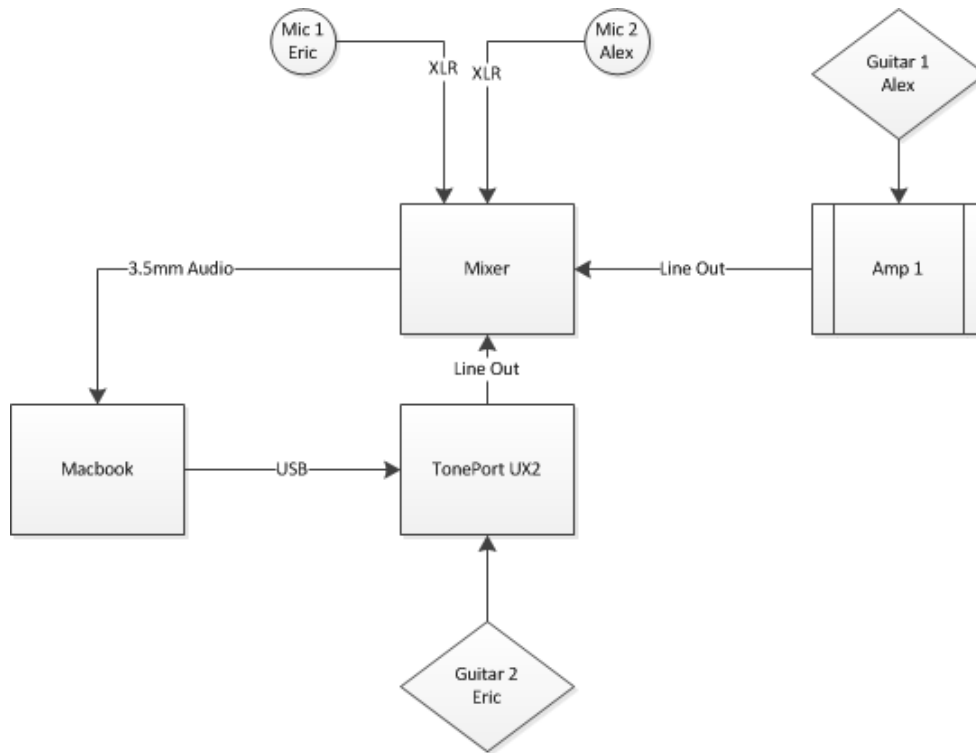 Mic 1
Eric
Mic 2
Alex
Guitar 1
Alex
XLR
XLR
3.5mm Audio
Mixer
Line Out
Amp 1
Line Out
Macbook
USB
TonePort UX2
Guitar 2
Eric